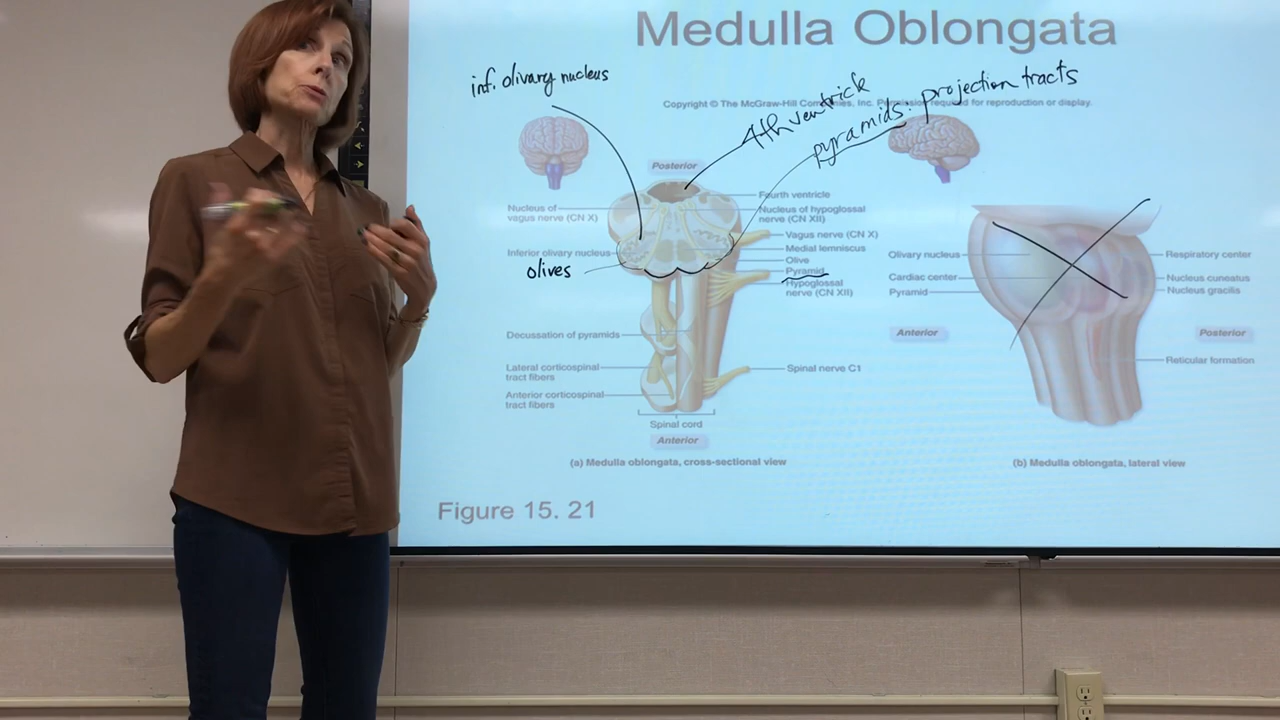 Medulla Oblongata
inf. olivary nucleus
4th ventricle
pyramids: projection tracts
Copyright © The McGraw-Hill Companies, Inc. Permission required for reproduction or display.
Posterior
Nucleus of
vagus nerve (CN X)
Inferior olivary nucleus
olives
Decussation of pyramids
Lateral corticospinal
tract fibers
Anterior corticospinal
tract fibers
Fourth ventricle
Nucleus of hypoglossal
nerve (CN XII)
Vagus nerve (CN X)
Medial lemniscus
Olive
Pyramid
Hypoglossal
nerve (CN XII)
Spinal nerve C1
Spinal cord
Anterior
(a) Medulla oblongata, cross-sectional view
Olivary nucleus
Cardiac center
Pyramid
Anterior
Respiratory center
Nucleus cuneatus
Nucleus gracilis
Posterior
Reticular formation
(b) Medulla oblongata, lateral view
Figure 15. 21